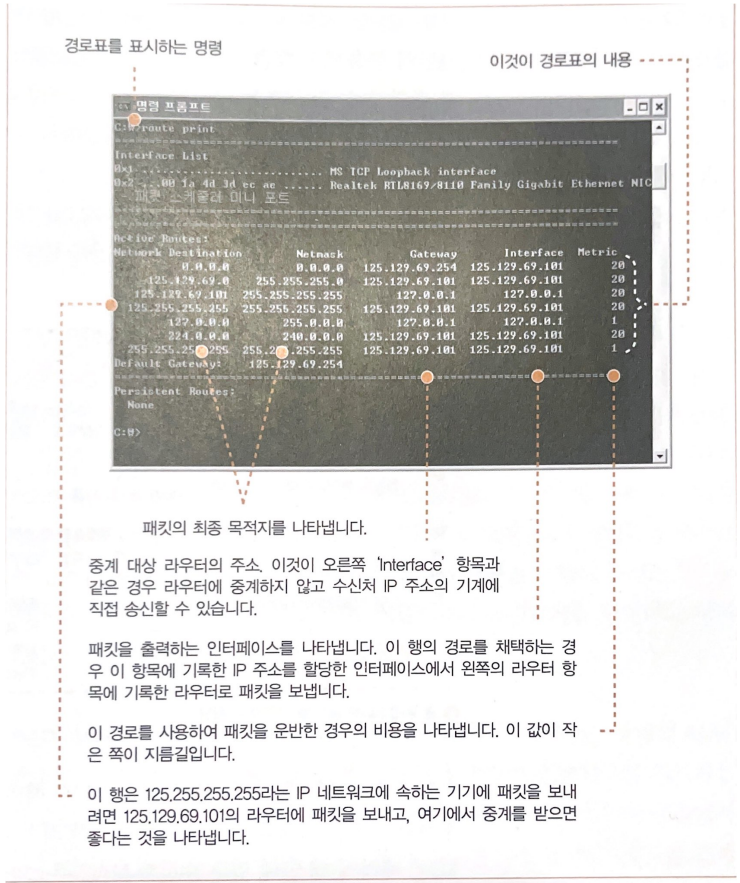 경로표를 표시하는 명령
이것이 경로표의 내용
명령 프롬프트
C:\>route print
Interface List
0x1 ........................... MS TCP Loopback interface
0x2 ...00 1a 4d 3d ec ae ...... Realtek RTL8169/8110 Family Gigabit Ethernet NIC
패킷 스케줄러 미니 포트
Active Routes:
Network Destination Netmask Gateway Interface Metric
0.0.0.0 0.0.0.0 125.129.69.254 125.129.69.101 20
125.129.69.0 255.255.255.0 125.129.69.101 125.129.69.101 20
125.129.69.101 255.255.255.255 127.0.0.1 127.0.0.1 20
125.255.255.255 255.255.255.255 125.129.69.101 125.129.69.101 20
127.0.0.0 255.0.0.0 127.0.0.1 127.0.0.1 1
224.0.0.0 240.0.0.0 125.129.69.101 125.129.69.101 20
255.255.255.255 255.255.255.255 125.129.69.101 125.129.69.101 1
Default Gateway: 125.129.69.254
Persistent Routes:
None
C:\>
패킷의 최종 목적지를 나타냅니다.
중계 대상 라우터의 주소. 이것이 오른쪽 ‘Interface’ 항목과
같은 경우 라우터에 중계하지 않고 수신처 IP 주소의 기계에
직접 송신할 수 있습니다.
패킷을 출력하는 인터페이스를 나타냅니다. 이 행의 경로를 채택하는 경
우 이 항목에 기록한 IP 주소를 할당한 인터페이스에서 왼쪽의 라우터 항
목에 기록한 라우터로 패킷을 보냅니다.
이 경로를 사용하여 패킷을 운반한 경우의 비용을 나타냅니다. 이 값이 작
은 쪽이 지름길입니다.
이 행은 125.255.255.255라는 IP 네트워크에 속하는 기기에 패킷을 보내
려면 125.129.69.101의 라우터에 패킷을 보내고, 여기에서 중계를 받으면
좋다는 것을 나타냅니다.